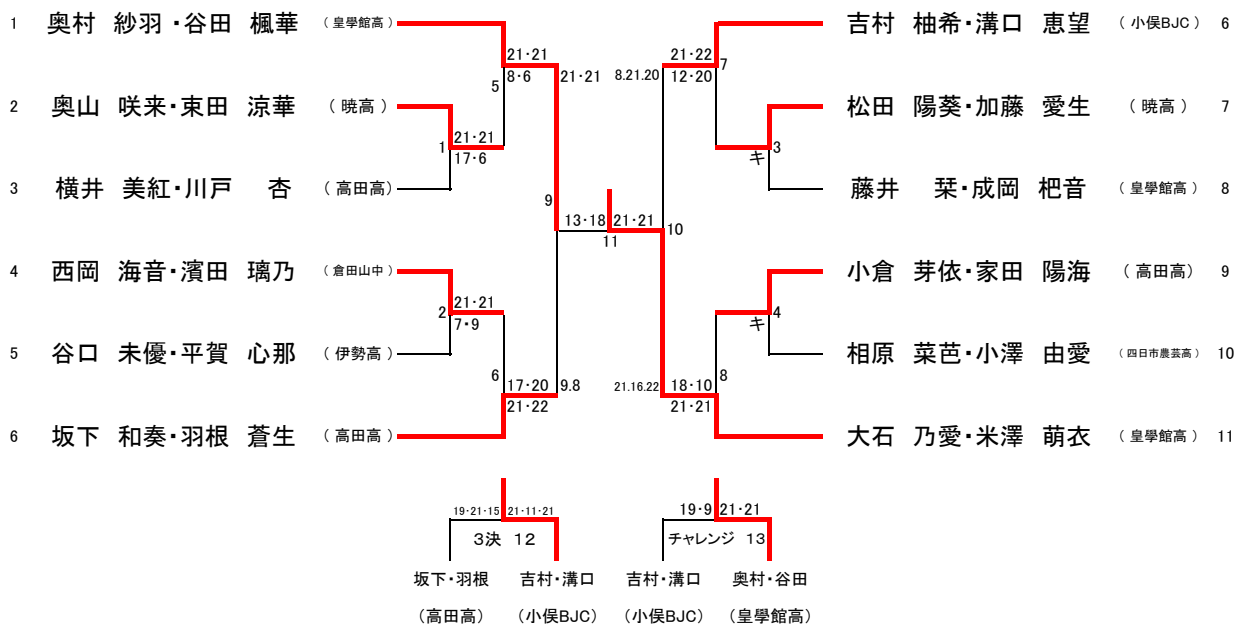 1 奥村 紗羽・谷田 楓華 （皇學館高） 吉村 柚希・溝口 恵望 （小俣BJC） 6
21・21 21・22
8・6 21・21 8.21.20 12・20 7
5
2 奥山 咲来・束田 涼華 （暁高） 松田 陽葵・加藤 愛生 （暁高） 7
1 21・21 3
17・6 キ
3 横井 美紅・川戸 杏 （高田高） 藤井 栞・成岡 杷音 （皇學館高） 8
9
13・18 21・21 10
11
4 西岡 海音・濱田 璃乃 （倉田山中） 小倉 芽依・家田 陽海 （高田高） 9
2 21・21 4
7・9 キ
5 谷口 未優・平賀 心那 （伊勢高） 相原 菜芭・小澤 由愛 （四日市農芸高） 10
6 8
17・20 9.8 21.16.22 18・10
21・22 21・21
6 坂下 和奏・羽根 蒼生 （高田高） 大石 乃愛・米澤 萌衣 （皇學館高） 11
19・21・15 21・11・21 19・9 21・21
3決 12 チャレンジ 13
坂下・羽根 吉村・溝口 吉村・溝口 奥村・谷田
（高田高） （小俣BJC） （小俣BJC） （皇學館高）